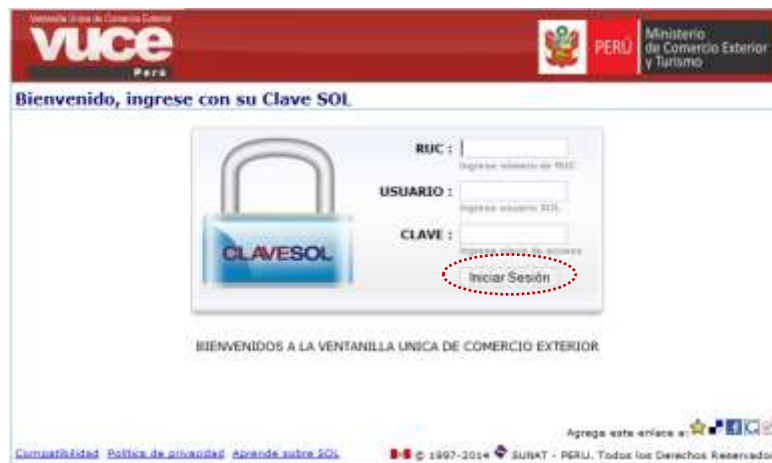 Ventanilla Única de Comercio Exterior
vuce
Perú
PERÚ
Ministerio
de Comercio Exterior
y Turismo
Bienvenido, ingrese con su Clave SOL
CLAVESOL
RUC :
Ingrese número de RUC
USUARIO :
Ingrese usuario SOL
CLAVE :
Ingrese clave de acceso
Iniciar Sesión
BIENVENIDOS A LA VENTANILLA UNICA DE COMERCIO EXTERIOR
Agrega este enlace a:
Compatibilidad Política de privacidad Aprende sobre SOL
© 1997-2014 SUNAT - PERU. Todos los Derechos Reservados